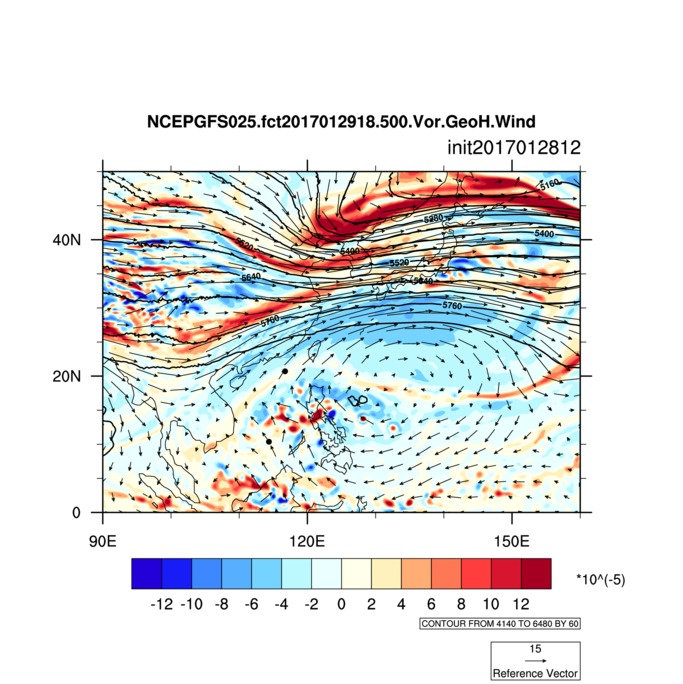 NCEPGFS025.fct2017012918.500.Vor.GeoH.Wind
init2017012812
5160
5280
5400
40N
5520
5400
5520
5640
5640
5760
5760
20N
0
90E 120E 150E
-12 -10 -8 -6 -4 -2 0 2 4 6 8 10 12
*10^(-5)
CONTOUR FROM 4140 TO 6480 BY 60
15
Reference Vector